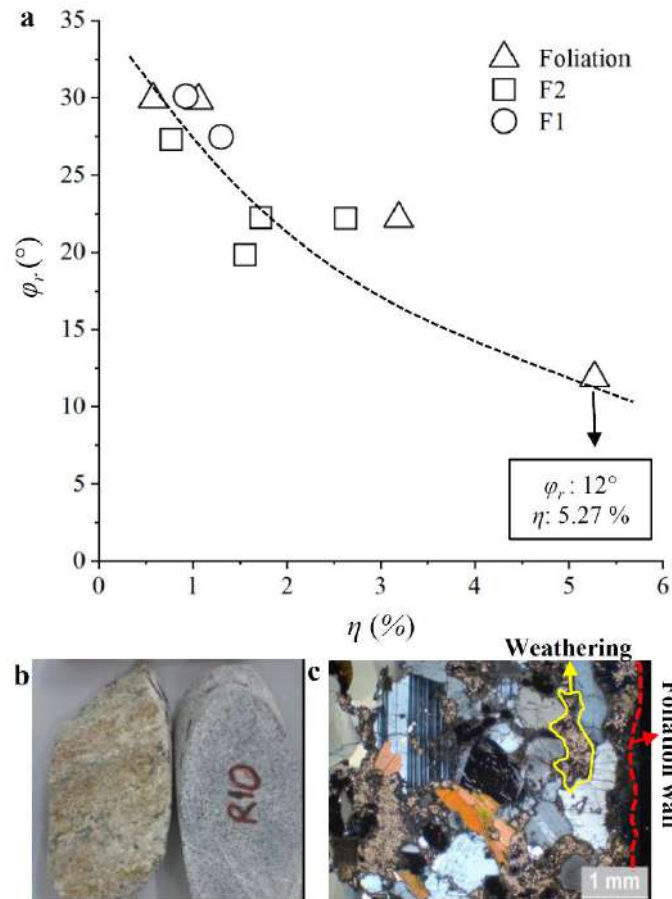 a
35
30
25
20
15
10
5
0
φr (°)
Foliation
F2
F1
φr : 12°
η: 5.27 %
0 1 2 3 4 5 6
η (%)
b
R10
c
Weathering
Foliation Wall
1 mm